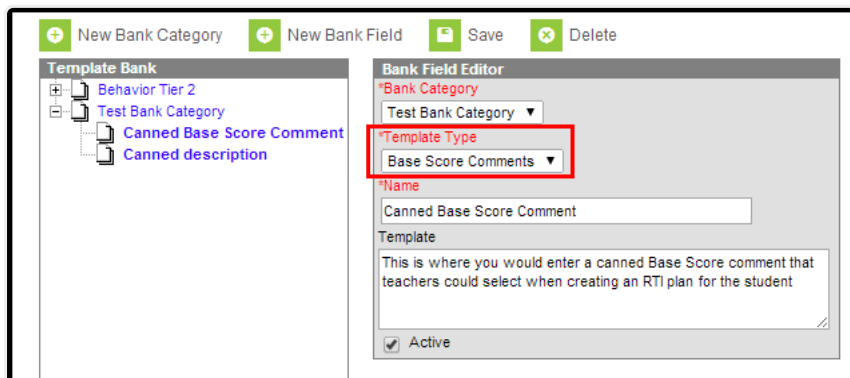 New Bank Category New Bank Field Save Delete
Template Bank
Behavior Tier 2
Test Bank Category
Canned Base Score Comment
Canned description
Bank Field Editor
*Bank Category
Test Bank Category
*Template Type
Base Score Comments
*Name
Canned Base Score Comment
Template
This is where you would enter a canned Base Score comment that
teachers could select when creating an RTI plan for the student
Active